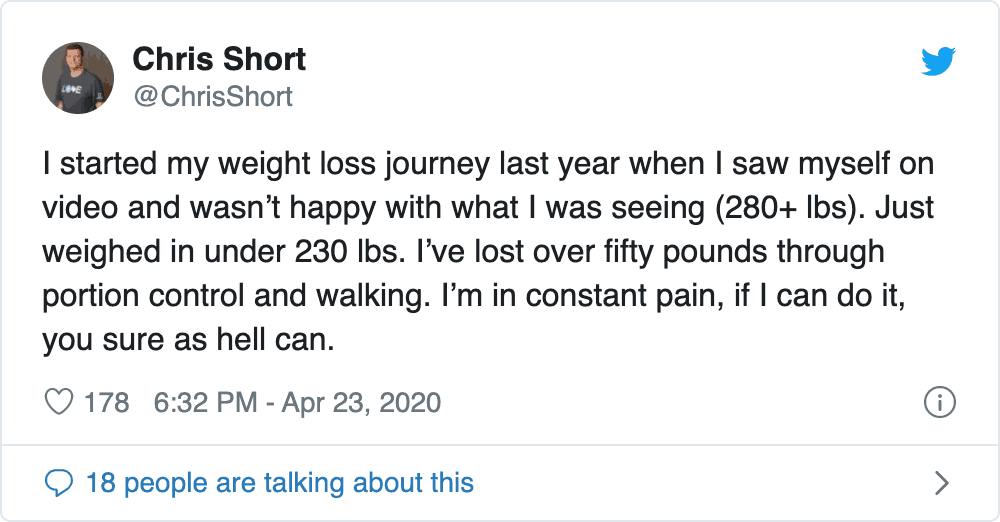 Chris Short
@ChrisShort
I started my weight loss journey last year when I saw myself on
video and wasn’t happy with what I was seeing (280+ lbs). Just
weighed in under 230 lbs. I’ve lost over fifty pounds through
portion control and walking. I’m in constant pain, if I can do it,
you sure as hell can.
178 6:32 PM - Apr 23, 2020
18 people are talking about this